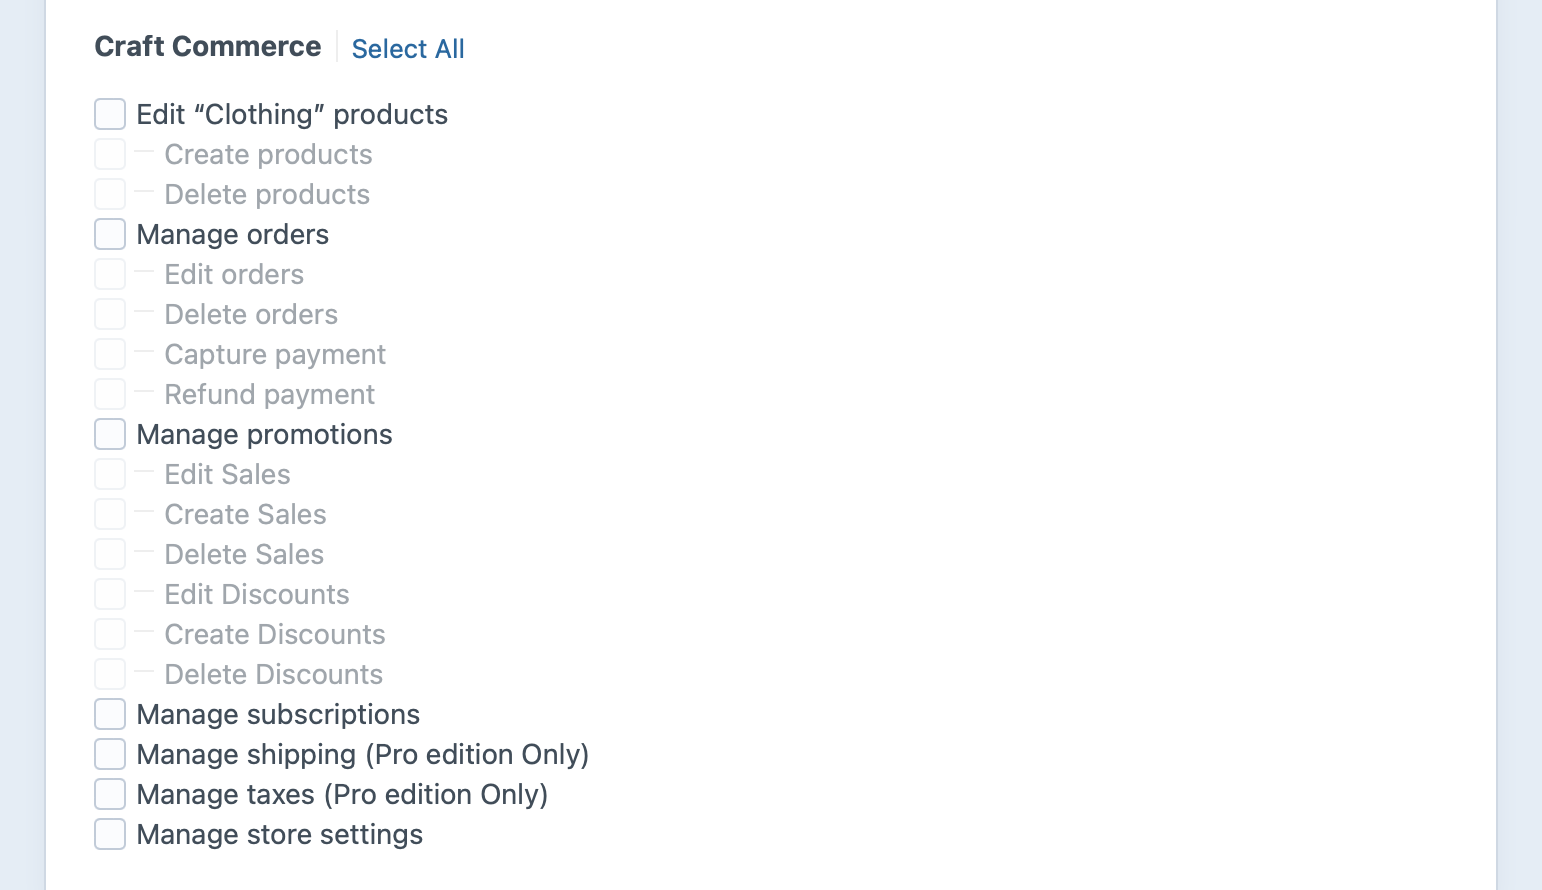 Craft Commerce Select All
Edit “Clothing” products
Create products
Delete products
Manage orders
Edit orders
Delete orders
Capture payment
Refund payment
Manage promotions
Edit Sales
Create Sales
Delete Sales
Edit Discounts
Create Discounts
Delete Discounts
Manage subscriptions
Manage shipping (Pro edition Only)
Manage taxes (Pro edition Only)
Manage store settings